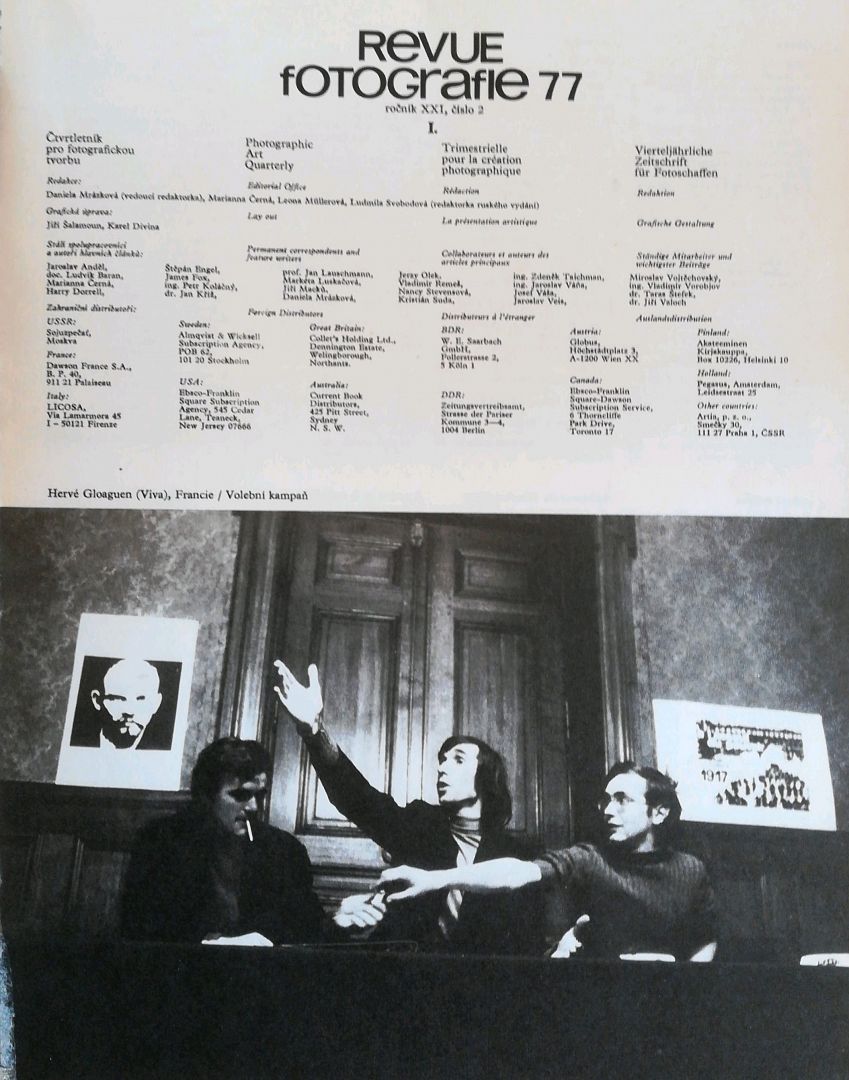 REVUE
fOTOGRafIE 77
ročník XXI, číslo 2
I.
Čtvrtletník
pro fotografickou
tvorbu
Photographic
Art
Quarterly
Trimestrielle
pour la création
photographique
Vierteljährliche
Zeitschrift
für Fotoschaffen
Redakce:
Editorial Office
Rédaction
Redaktion
Daniela Mrázková (vedoucí redaktorka), Marianna Černá, Leona Müllerová, Ludmila Svobodová (redaktorka ruského vydání)
Grafická úprava:
Lay out
La présentation artistique
Grafische Gestaltung
Jiří Šalamoun, Karel Divina
Stálí spolupracovníci
a autoři hlavních článků:
Permanent correspondents and
feature writers
Collaborateurs et auteurs des
articles principaux
Ständige Mitarbeiter und
wichtigster Beiträge
Jaroslav Anděl,
doc. Ludvík Baran,
Marianna Černá,
Harry Dorrell,
Štěpán Engel,
James Fox,
ing. Petr Kolačný,
dr. Jan Kříž,
prof. Jan Lauschmann,
Markéta Luskačová,
Jiří Macků,
Daniela Mrázková,
Jerzy Olek,
Vladimír Remeš,
Nancy Stevensová,
Kristián Suda,
ing. Zdeněk Taichman,
ing. Jaroslav Váňa,
Josef Váša,
Jaroslav Veis,
Miroslav Vojtěchovský,
ing. Vladimír Vorobjov
dr. Taras Štefek,
dr. Jiří Valoch
Zahraniční distributoři:
Foreign Distributors
Distributeurs à l'étranger
Auslandsdistribution
USSR:
Sojuzpečať,
Moskva
France:
Dawson France S.A.,
B. P. 40,
911 21 Palaiseau
Italy:
LICOSA,
Via Lamarmora 45
I – 50121 Firenze
Sweden:
Almqvist & Wicksell
Subscription Agency,
POB 62,
101 20 Stockholm
USA:
Ebsco-Franklin
Square Subscription
Agency, 545 Cedar
Lane, Teaneck,
New Jersey 07666
Great Britain:
Collet's Holding Ltd.,
Dennington Estate,
Welingborough,
Northants.
Australia:
Current Book
Distributors,
425 Pitt Street,
Sydney
N. S. W.
BDR:
W. E. Saarbach
GmbH,
Follerstrasse 2,
5 Köln 1
DDR:
Zeitungsvertreibsamt,
Strasse der Pariser
Kommune 3—4,
1004 Berlin
Austria:
Globus,
Höchstädtplatz 3,
A-1200 Wien XX
Canada:
Ebsco-Franklin
Square-Dawson
Subscription Service,
6 Thorncliffe
Park Drive,
Toronto 17
Finland:
Akateeminen
Kirjakauppa,
Box 10226, Helsinki 10
Holland:
Pegasus, Amsterdam,
Leidsestraat 25
Other countries:
Artia, p. z. o.,
Smečky 30,
111 27 Praha 1, ČSSR
Hervé Gloaguen (Viva), Francie / Volební kampaň
1917